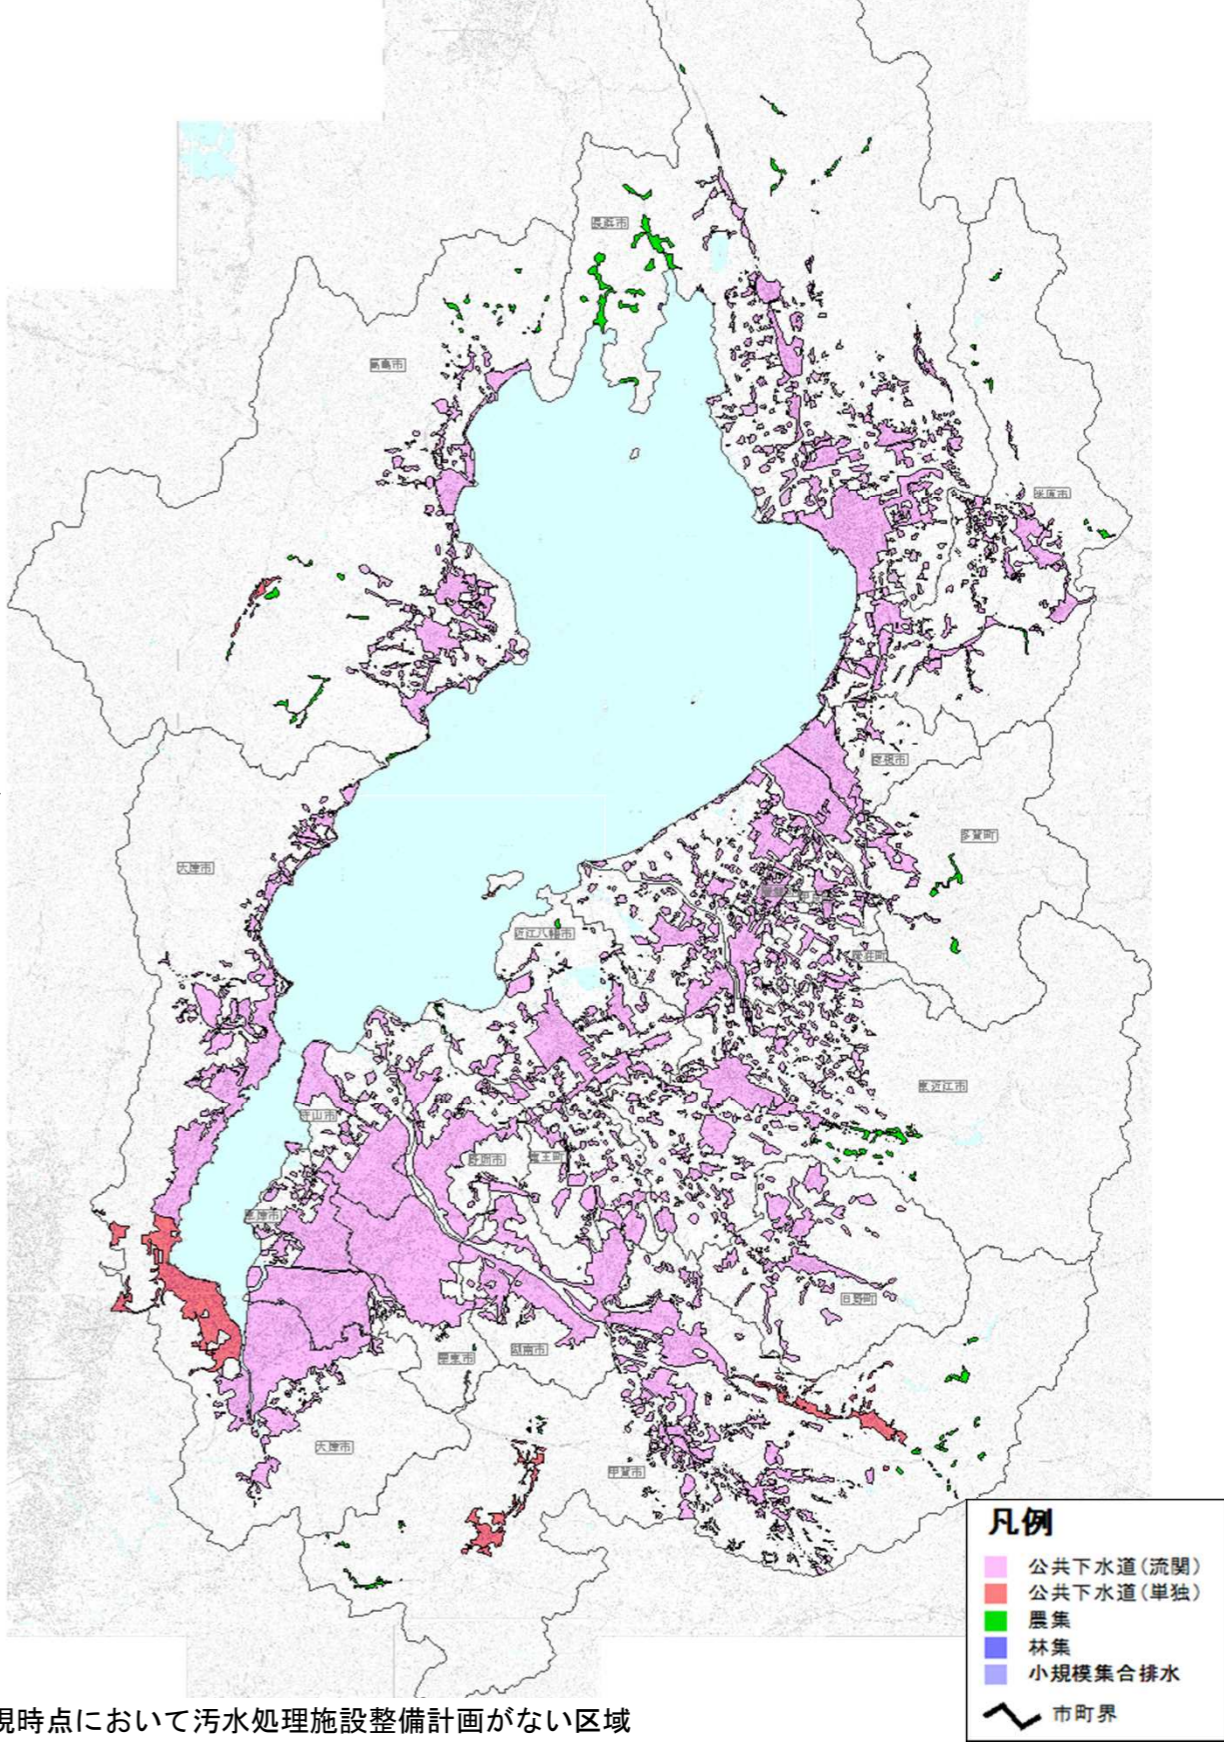 長浜市
高島市
米原市
彦根市
多賀町
大津市
近江八幡市
東近江市
守山市
野洲市
竜王町
草津市
日野町
湖南市
栗東市
大津市
甲賀市
凡例
公共下水道(流関)
公共下水道(単独)
農集
林集
小規模集合排水
市町界
現時点において汚水処理施設整備計画がない区域